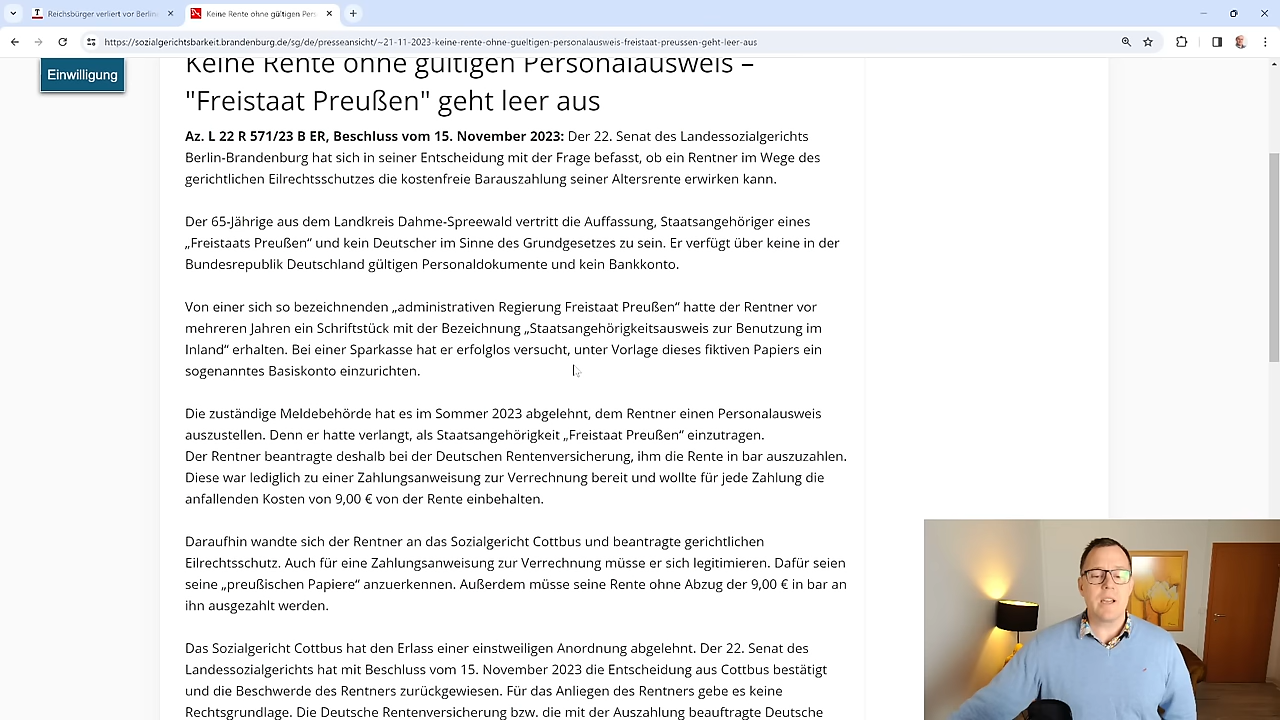 Reichsbürger verliert vor Berlin
Keine Rente ohne gültigen Pers
https://sozialgerichtsbarkeit.brandenburg.de/sg/de/presseansicht/~21-11-2023-keine-rente-ohne-gueltigen-personalausweis-freistaat-preussen-geht-leer-aus
Einwilligung
Keine Rente ohne gültigen Personalausweis –
"Freistaat Preußen" geht leer aus
Az. L 22 R 571/23 B ER, Beschluss vom 15. November 2023: Der 22. Senat des Landessozialgerichts
Berlin-Brandenburg hat sich in seiner Entscheidung mit der Frage befasst, ob ein Rentner im Wege des
gerichtlichen Eilrechtsschutzes die kostenfreie Barauszahlung seiner Altersrente erwirken kann.
Der 65-Jährige aus dem Landkreis Dahme-Spreewald vertritt die Auffassung, Staatsangehöriger eines
„Freistaats Preußen“ und kein Deutscher im Sinne des Grundgesetzes zu sein. Er verfügt über keine in der
Bundesrepublik Deutschland gültigen Personaldokumente und kein Bankkonto.
Von einer sich so bezeichnenden „administrativen Regierung Freistaat Preußen“ hatte der Rentner vor
mehreren Jahren ein Schriftstück mit der Bezeichnung „Staatsangehörigkeitsausweis zur Benutzung im
Inland“ erhalten. Bei einer Sparkasse hat er erfolglos versucht, unter Vorlage dieses fiktiven Papiers ein
sogenanntes Basiskonto einzurichten.
Die zuständige Meldebehörde hat es im Sommer 2023 abgelehnt, dem Rentner einen Personalausweis
auszustellen. Denn er hatte verlangt, als Staatsangehörigkeit „Freistaat Preußen“ einzutragen.
Der Rentner beantragte deshalb bei der Deutschen Rentenversicherung, ihm die Rente in bar auszuzahlen.
Diese war lediglich zu einer Zahlungsanweisung zur Verrechnung bereit und wollte für jede Zahlung die
anfallenden Kosten von 9,00 € von der Rente einbehalten.
Daraufhin wandte sich der Rentner an das Sozialgericht Cottbus und beantragte gerichtlichen
Eilrechtsschutz. Auch für eine Zahlungsanweisung zur Verrechnung müsse er sich legitimieren. Dafür seien
seine „preußischen Papiere“ anzuerkennen. Außerdem müsse seine Rente ohne Abzug der 9,00 € in bar an
ihn ausgezahlt werden.
Das Sozialgericht Cottbus hat den Erlass einer einstweiligen Anordnung abgelehnt. Der 22. Senat des
Landessozialgerichts hat mit Beschluss vom 15. November 2023 die Entscheidung aus Cottbus bestätigt
und die Beschwerde des Rentners zurückgewiesen. Für das Anliegen des Rentners gebe es keine
Rechtsgrundlage. Die Deutsche Rentenversicherung bzw. die mit der Auszahlung beauftragte Deutsche